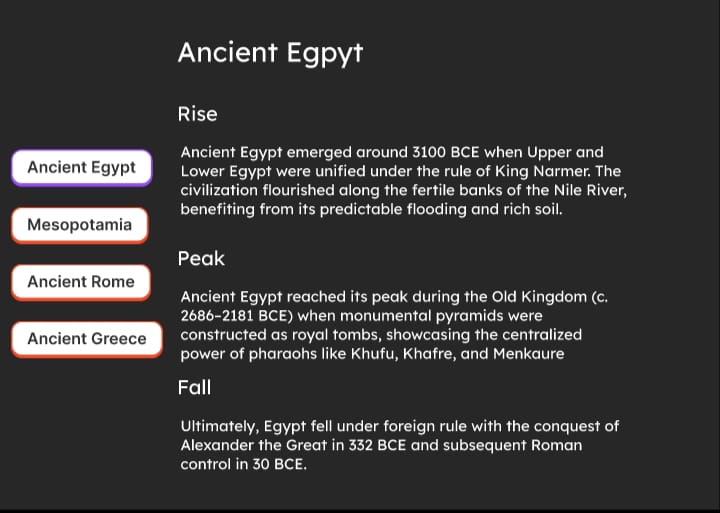 Ancient Egpyt
Rise
Ancient Egypt emerged around 3100 BCE when Upper and
Lower Egypt were unified under the rule of King Narmer. The
civilization flourished along the fertile banks of the Nile River,
benefiting from its predictable flooding and rich soil.
Peak
Ancient Egypt reached its peak during the Old Kingdom (c.
2686–2181 BCE) when monumental pyramids were
constructed as royal tombs, showcasing the centralized
power of pharaohs like Khufu, Khafre, and Menkaure
Fall
Ultimately, Egypt fell under foreign rule with the conquest of
Alexander the Great in 332 BCE and subsequent Roman
control in 30 BCE.
Ancient Egypt
Mesopotamia
Ancient Rome
Ancient Greece